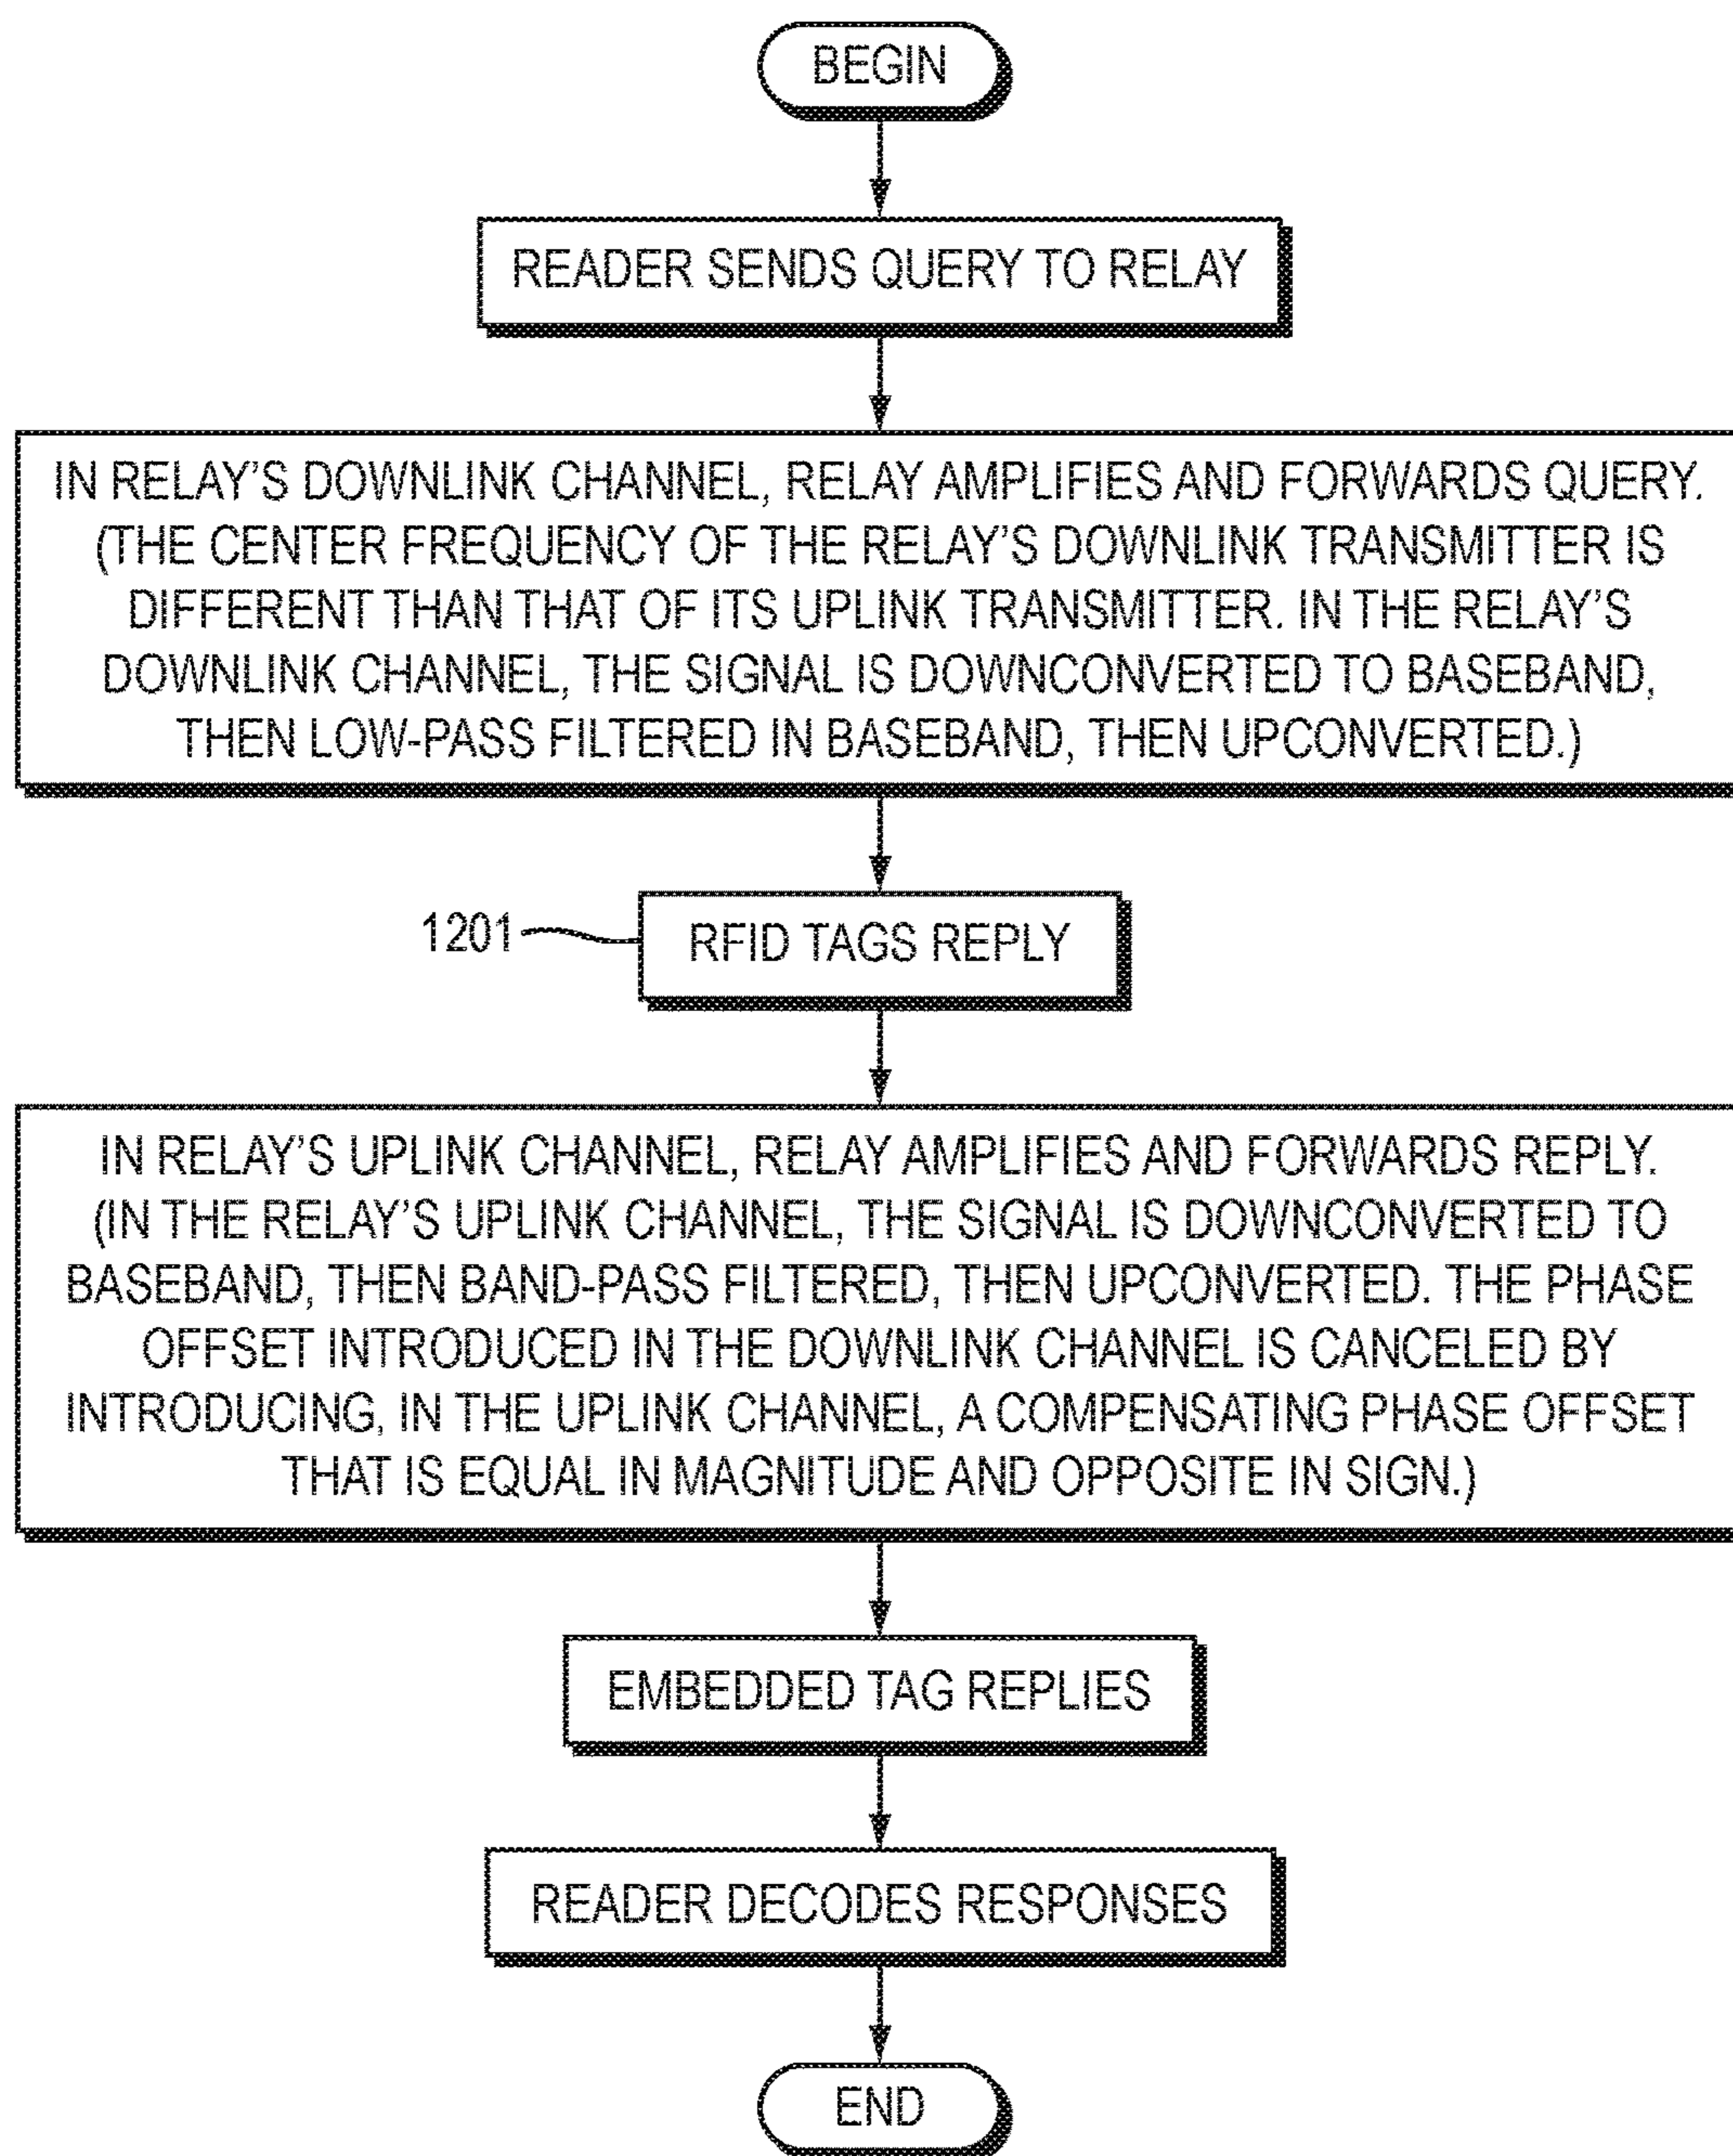 BEGIN
READER SENDS QUERY TO RELAY
IN RELAY'S DOWNLINK CHANNEL, RELAY AMPLIFIES AND FORWARDS QUERY.
(THE CENTER FREQUENCY OF THE RELAY'S DOWNLINK TRANSMITTER IS
DIFFERENT THAN THAT OF ITS UPLINK TRANSMITTER. IN THE RELAY'S
DOWNLINK CHANNEL, THE SIGNAL IS DOWNCONVERTED TO BASEBAND,
THEN LOW-PASS FILTERED IN BASEBAND, THEN UPCONVERTED.)
1201
RFID TAGS REPLY
IN RELAY'S UPLINK CHANNEL, RELAY AMPLIFIES AND FORWARDS REPLY.
(IN THE RELAY'S UPLINK CHANNEL, THE SIGNAL IS DOWNCONVERTED TO
BASEBAND, THEN BAND-PASS FILTERED, THEN UPCONVERTED. THE PHASE
OFFSET INTRODUCED IN THE DOWNLINK CHANNEL IS CANCELED BY
INTRODUCING, IN THE UPLINK CHANNEL, A COMPENSATING PHASE OFFSET
THAT IS EQUAL IN MAGNITUDE AND OPPOSITE IN SIGN.)
EMBEDDED TAG REPLIES
READER DECODES RESPONSES
END